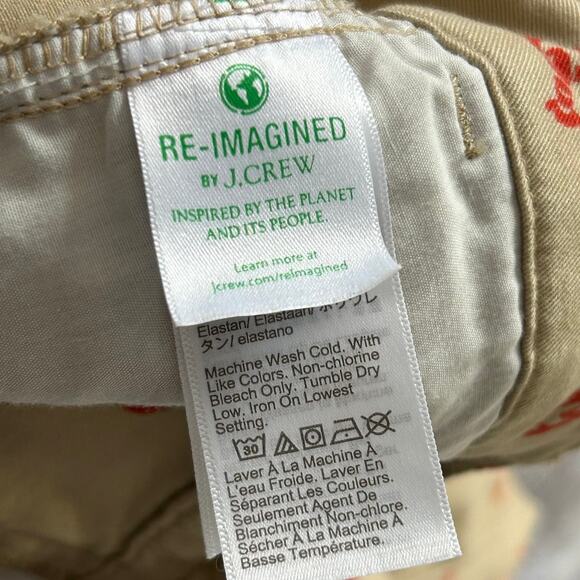 RE-IMAGINED
BY J.CREW
INSPIRED BY THE PLANET
AND ITS PEOPLE.
Learn more at
jcrew.com/reimagined
Elastan/ Elastaan/ ポリウレ
タン/ elastano
Machine Wash Cold. With
Like Colors. Non-chlorine
Bleach Only. Tumble Dry
Low. Iron On Lowest
Setting.
30
Laver À La Machine À
L'eau Froide. Laver En
Séparant Les Couleurs.
Seulement Agent De
Blanchiment Non-chlore.
Sécher À La Machine À
Basse Température.